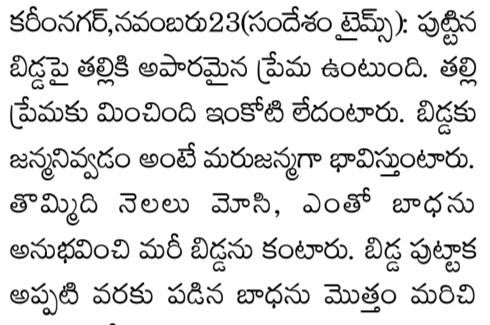 కరీంనగర్,నవంబరు23(సందేశం టైమ్స్): పుట్టిన
బిడ్డపై తల్లికి అపారమైన ప్రేమ ఉంటుంది. తల్లి
ప్రేమకు మించింది ఇంకోటి లేదంటారు. బిడ్డకు
జన్మనివ్వడం అంటే మరుజన్మగా భావిస్తుంటారు.
తొమ్మిది నెలలు మోసి, ఎంతో బాధను
అనుభవించి మరీ బిడ్డను కంటారు. బిడ్డ పుట్టాక
అప్పటి వరకు పడిన బాధను మొత్తం మరిచి